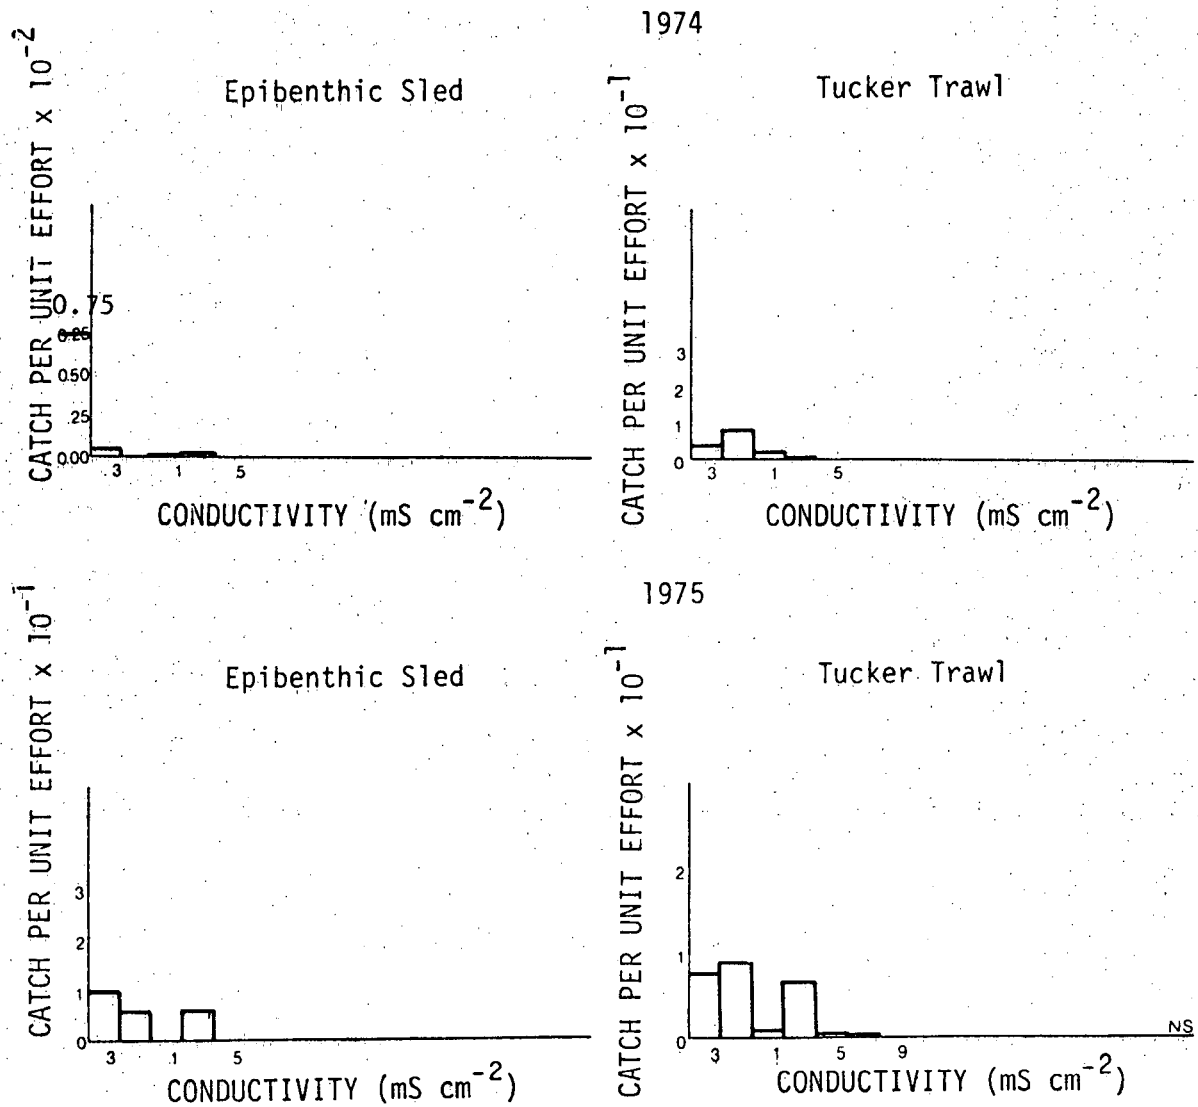 1974
Epibenthic Sled
CATCH PER UNIT EFFORT x 10-2
0.75
0.50
.25
0.00
3 1 5
CONDUCTIVITY (mS cm-2)
Tucker Trawl
CATCH PER UNIT EFFORT x 10-1
3
2
1
0
3 1 5
CONDUCTIVITY (mS cm-2)
1975
Epibenthic Sled
CATCH PER UNIT EFFORT x 10-1
3
2
1
0
3 1 5
CONDUCTIVITY (mS cm-2)
Tucker Trawl
CATCH PER UNIT EFFORT x 10-1
2
1
0
NS
3 1 5 9
CONDUCTIVITY (mS cm-2)